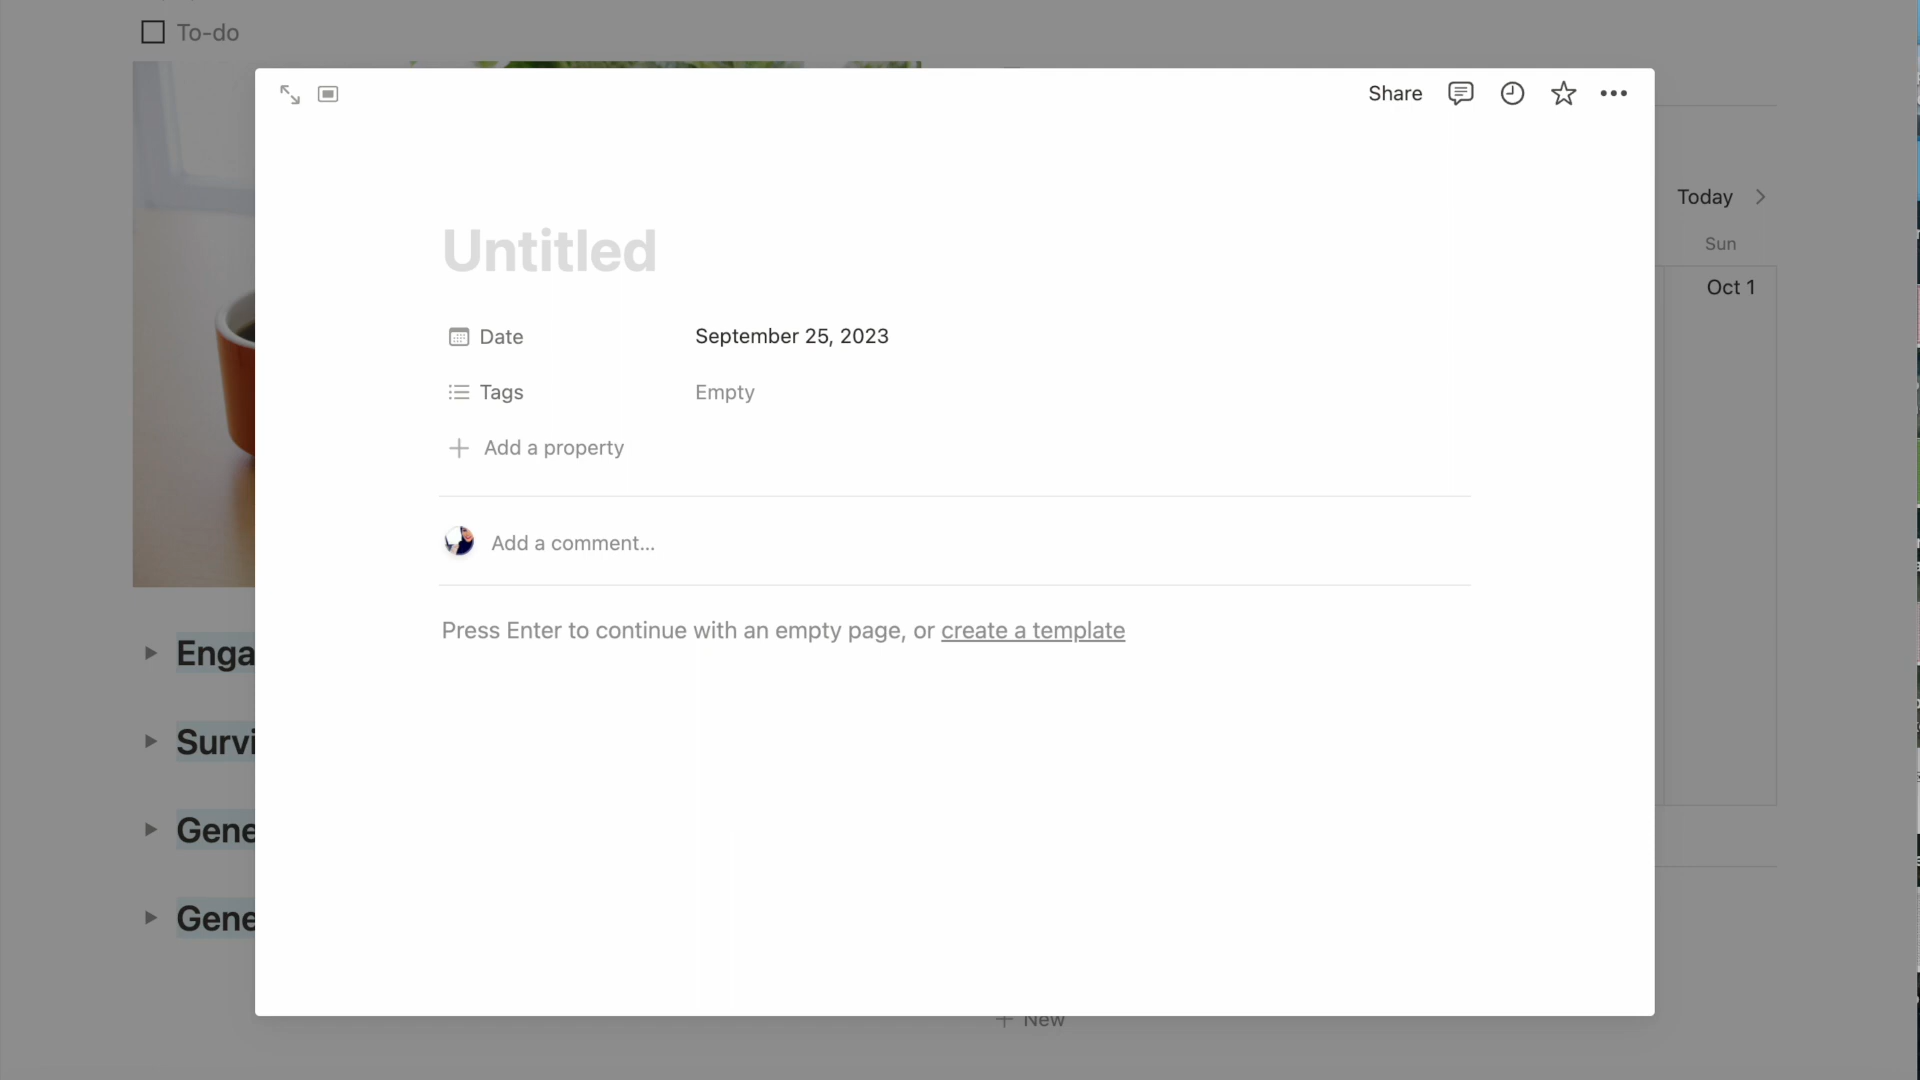 To-do
Share
Today
Sun
Oct 1
Untitled
Date September 25, 2023
Tags Empty
Add a property
Add a comment...
Press Enter to continue with an empty page, or create a template
Enga
Survi
Gene
Gene
New